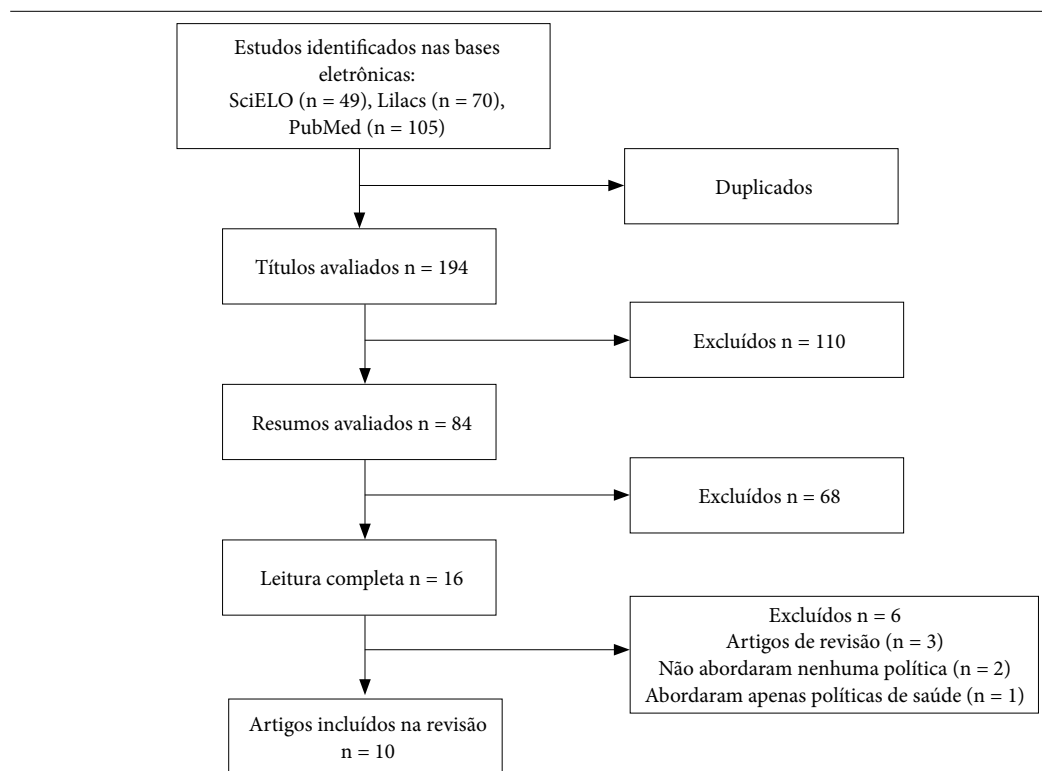 Estudos identificados nas bases
eletrônicas:
SciELO (n = 49), Lilacs (n = 70),
PubMed (n = 105)
Duplicados
Títulos avaliados n = 194
Excluídos n = 110
Resumos avaliados n = 84
Excluídos n = 68
Leitura completa n = 16
Excluídos n = 6
Artigos de revisão (n = 3)
Não abordaram nenhuma política (n = 2)
Abordaram apenas políticas de saúde (n = 1)
Artigos incluídos na revisão
n = 10